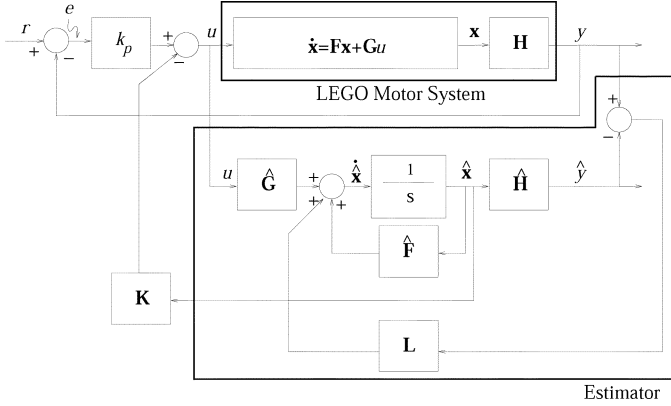 e
r
+
−
k_p
+
−
u
ẋ=Fx+Gu
x
H
y
LEGO Motor System
+
−
u
Ĝ
+
+
+
x̂̇
1
s
x̂
Ĥ
ŷ
F̂
K
L
Estimator